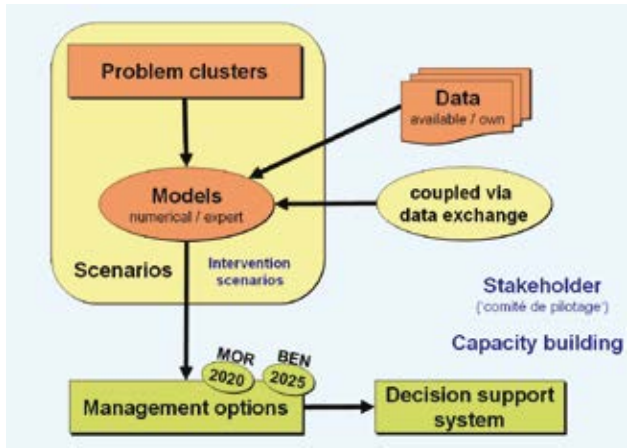 Problem clusters
Data
available / own
Models
numerical / expert
coupled via
data exchange
Scenarios
Intervention
scenarios
Stakeholder
('comité de pilotage')
Capacity building
MOR
2020
BEN
2025
Management options
Decision support
system